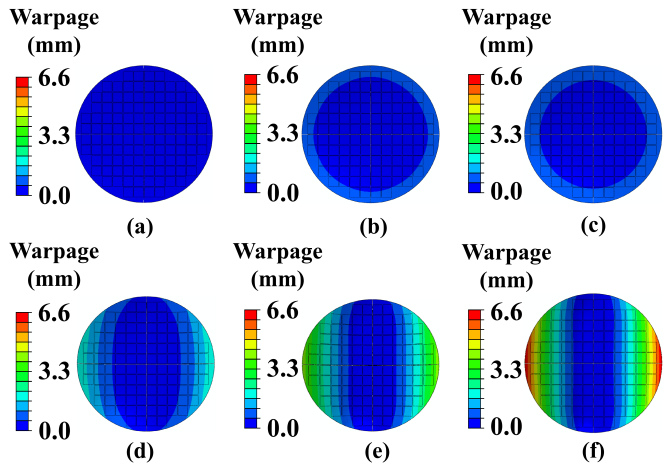 Warpage
(mm)
6.6
3.3
0.0
(a)
Warpage
(mm)
6.6
3.3
0.0
(b)
Warpage
(mm)
6.6
3.3
0.0
(c)
Warpage
(mm)
6.6
3.3
0.0
(d)
Warpage
(mm)
6.6
3.3
0.0
(e)
Warpage
(mm)
6.6
3.3
0.0
(f)